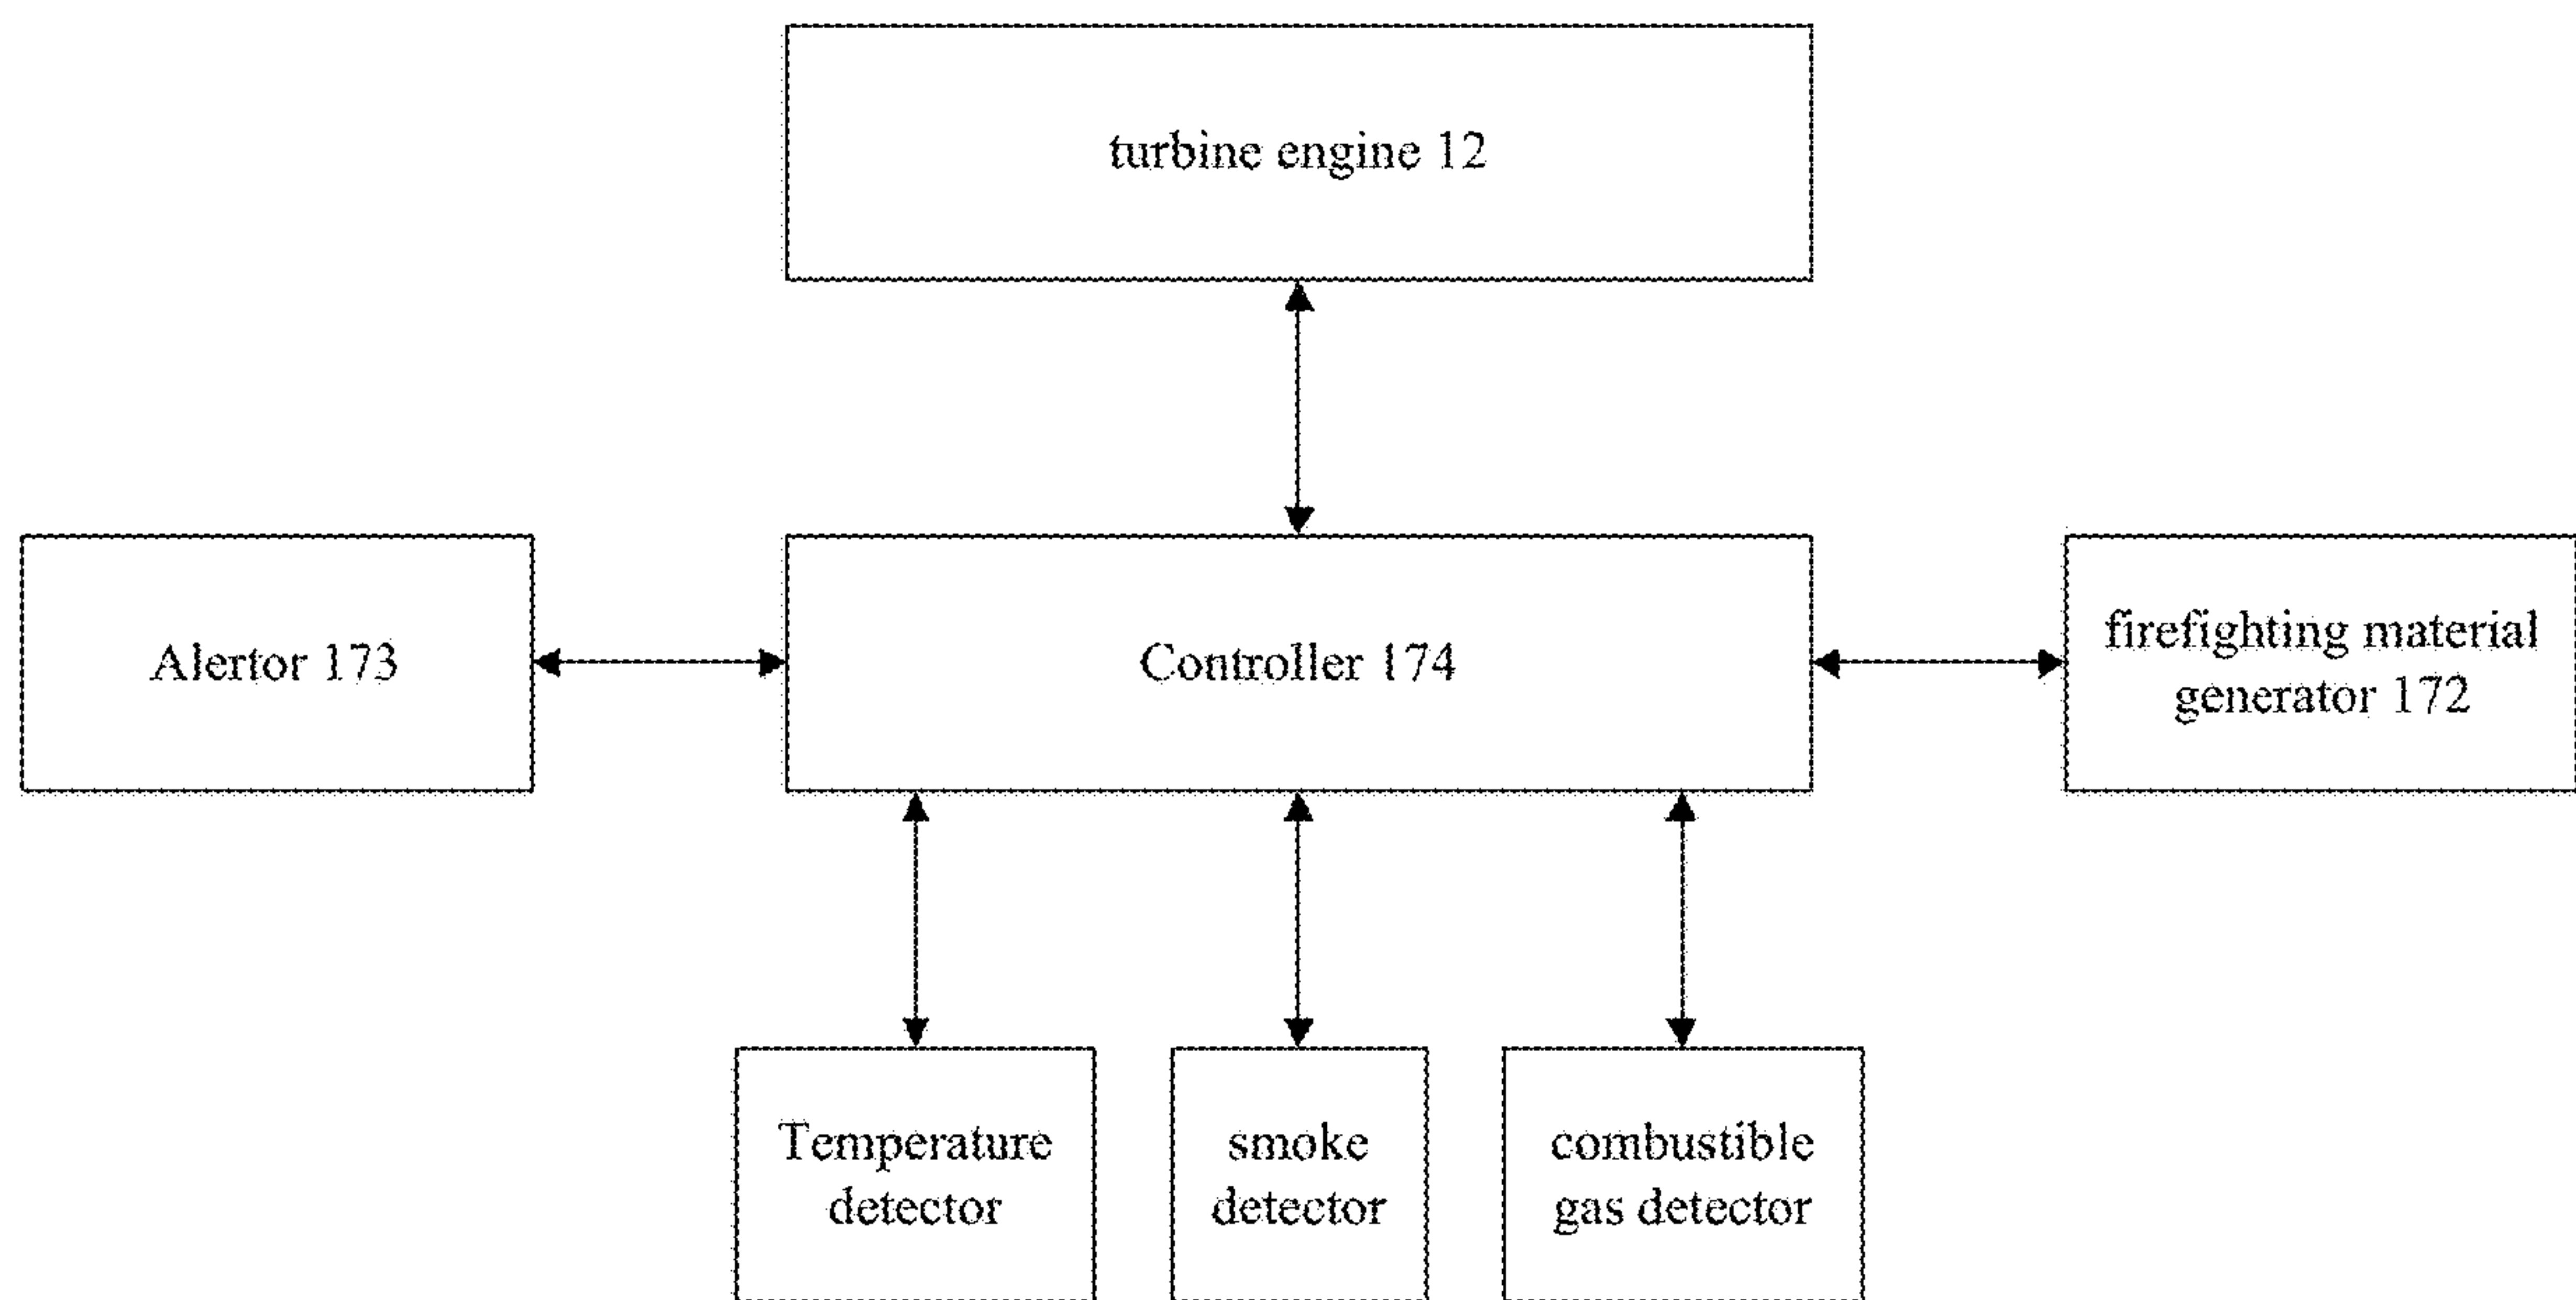 turbine engine 12
Alertor 173
Controller 174
firefighting material
generator 172
Temperature
detector
smoke
detector
combustible
gas detector